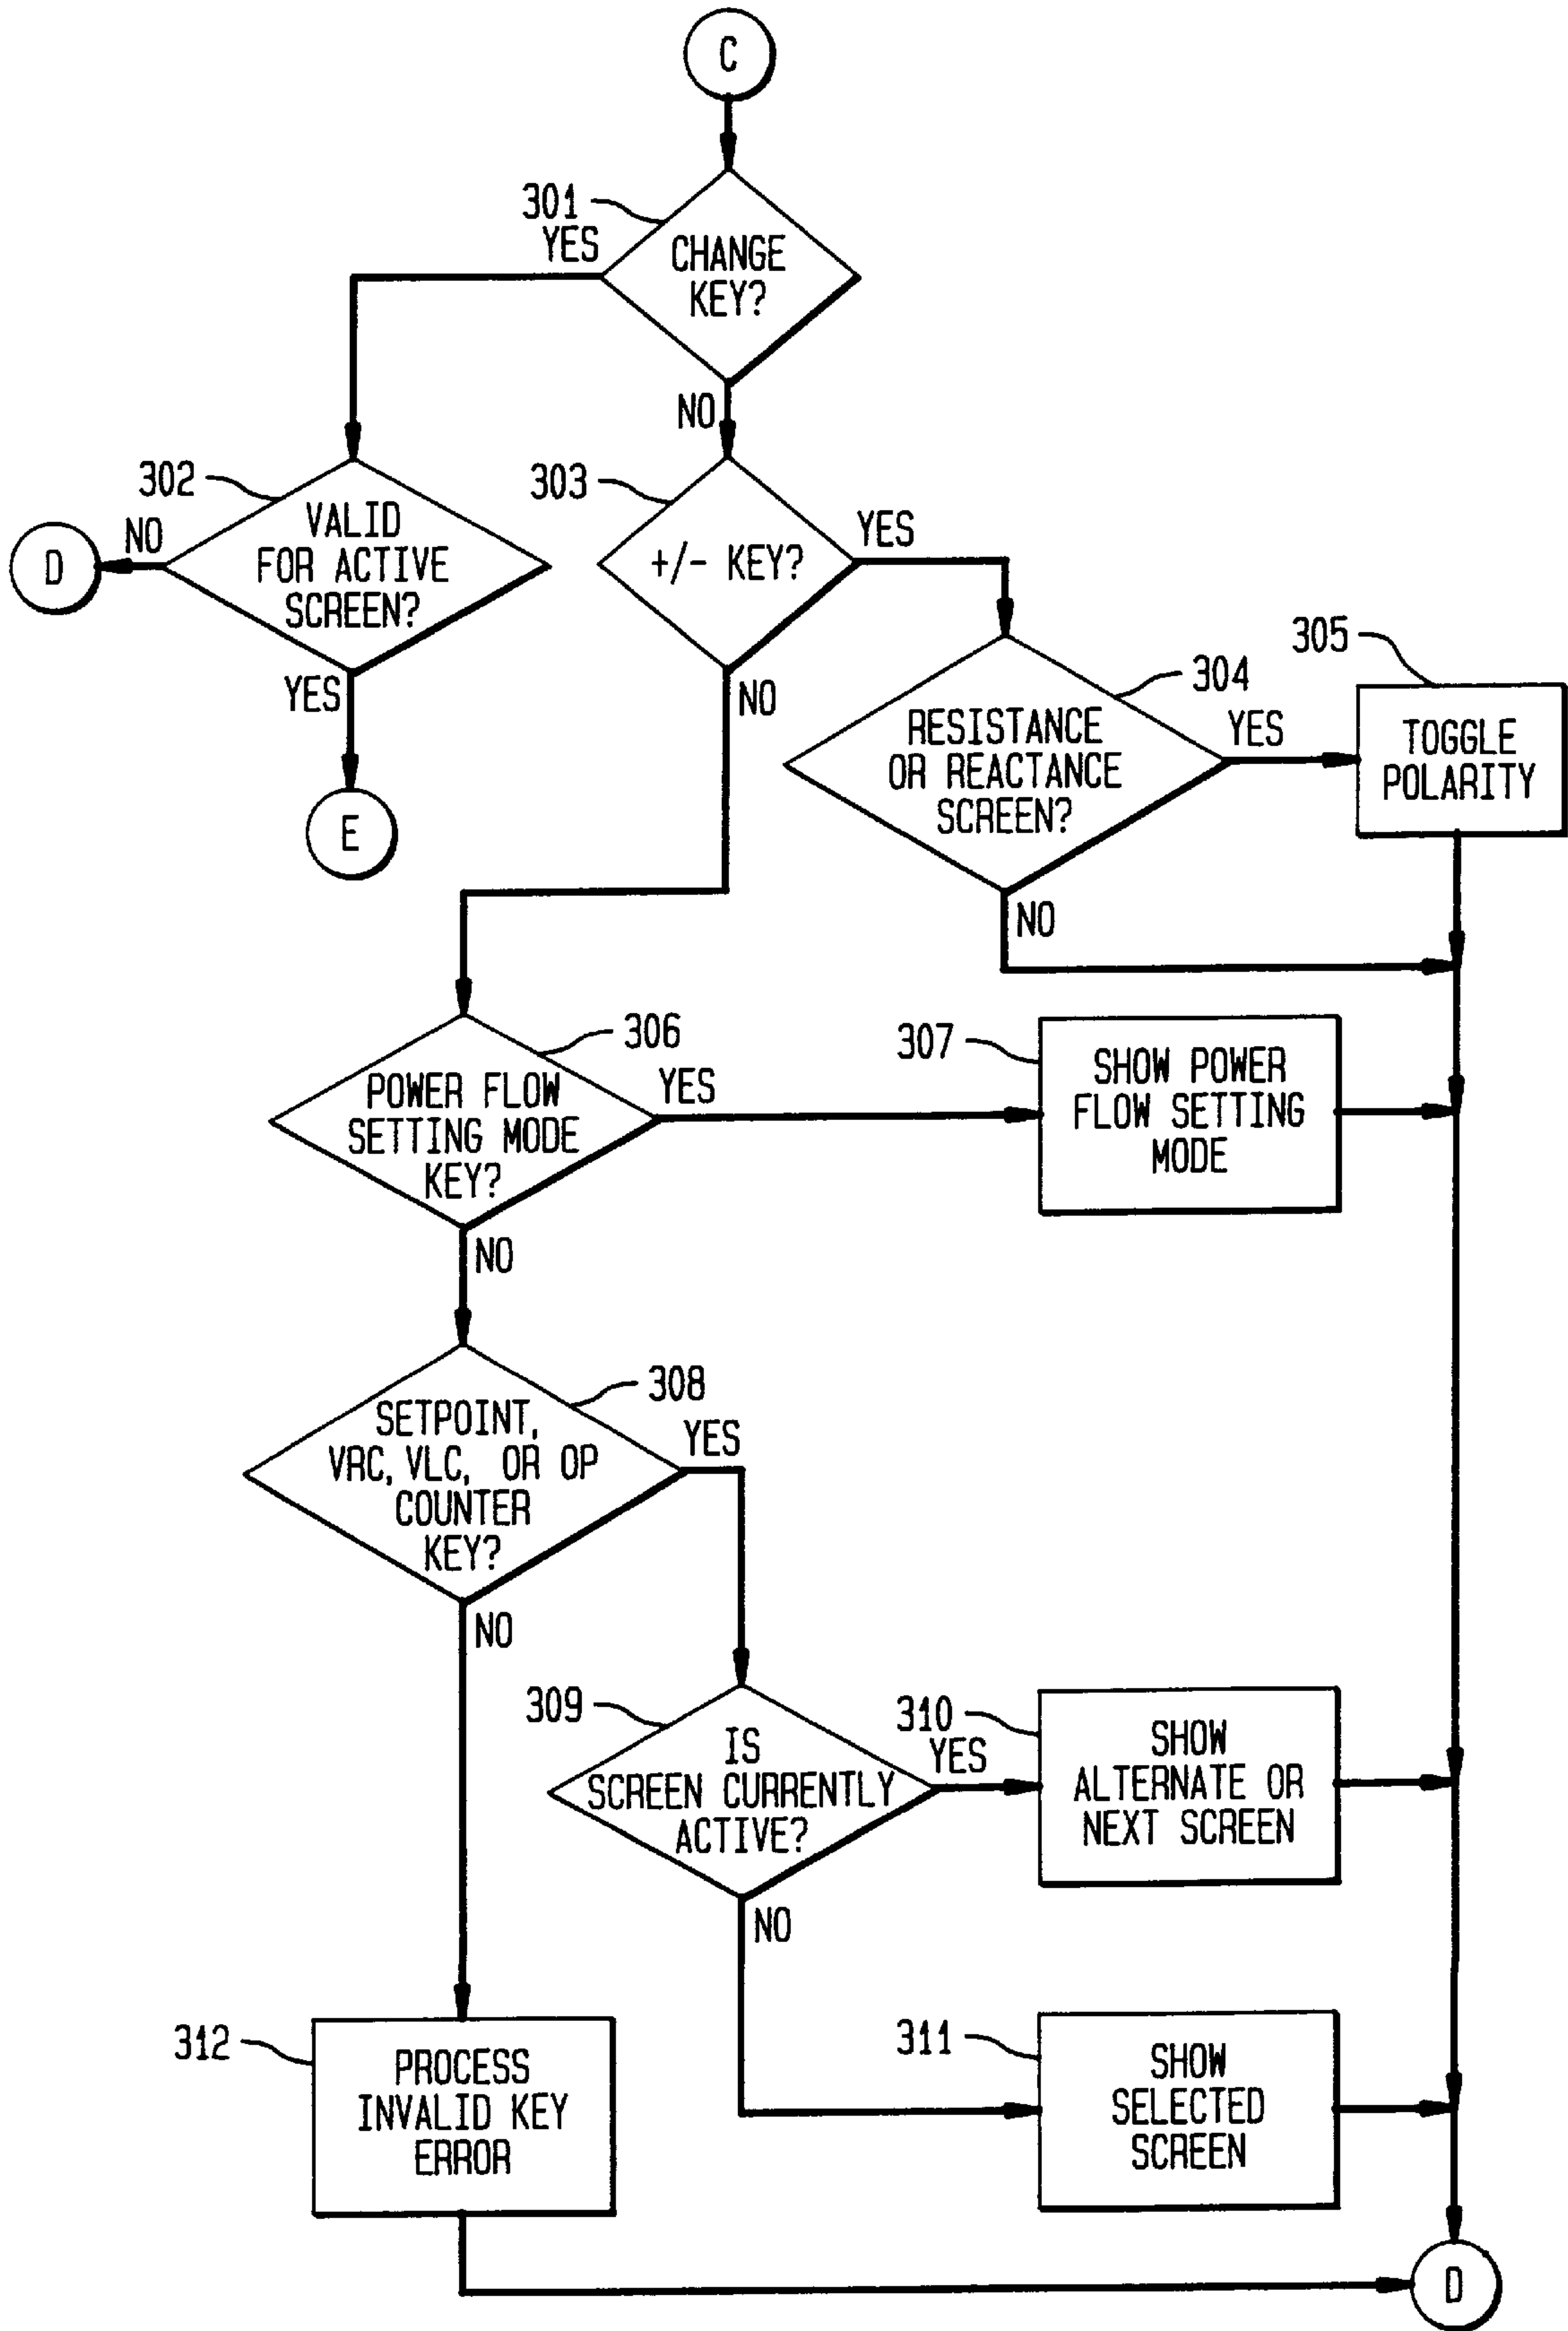 C
301
YES
CHANGE
KEY?
NO
302
303
NO
VALID
FOR ACTIVE
SCREEN?
D
+/- KEY?
YES
YES
E
NO
304
305
RESISTANCE
OR REACTANCE
SCREEN?
YES
TOGGLE
POLARITY
NO
306
POWER FLOW
SETTING MODE
KEY?
YES
307
SHOW POWER
FLOW SETTING
MODE
NO
308
SETPOINT,
VRC, VLC, OR OP
COUNTER
KEY?
YES
NO
309
IS
SCREEN CURRENTLY
ACTIVE?
310
YES
SHOW
ALTERNATE OR
NEXT SCREEN
NO
312
PROCESS
INVALID KEY
ERROR
311
SHOW
SELECTED
SCREEN
D